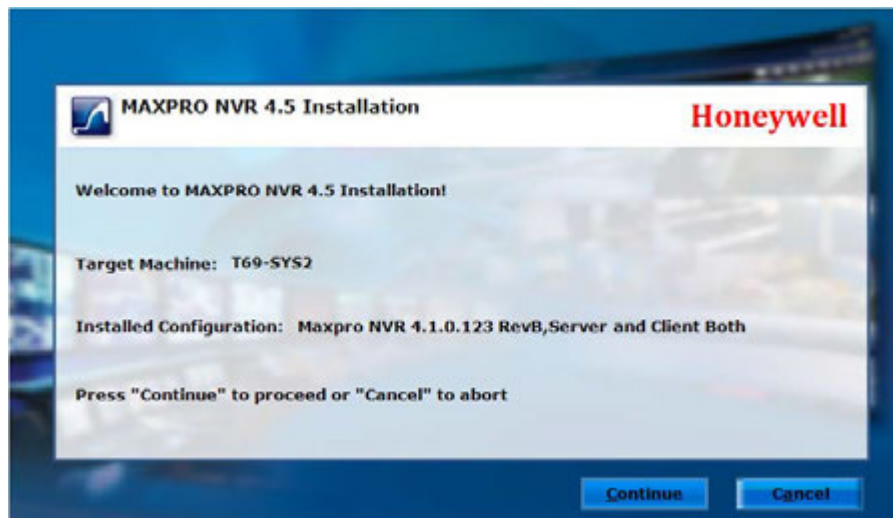 MAXPRO NVR 4.5 Installation
Honeywell
Welcome to MAXPRO NVR 4.5 Installation!
Target Machine: T69-SYS2
Installed Configuration: Maxpro NVR 4.1.0.123 RevB,Server and Client Both
Press "Continue" to proceed or "Cancel" to abort
Continue
Cancel